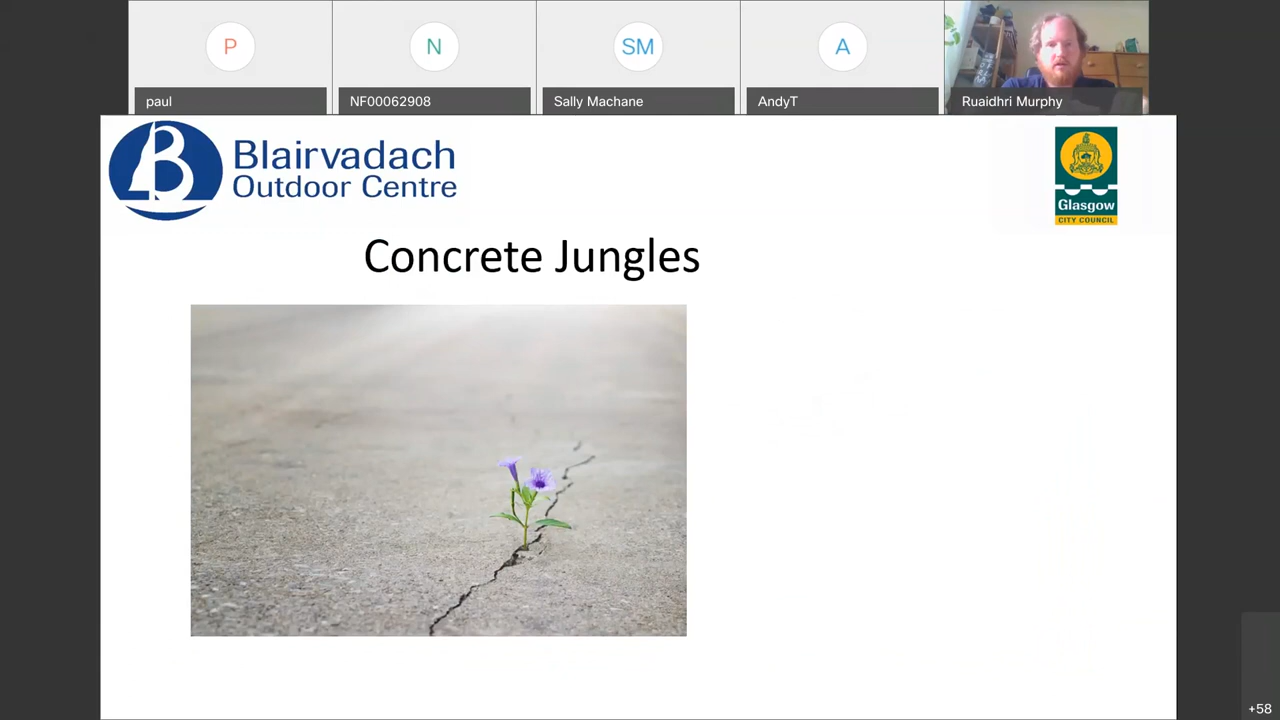 P
N
SM
A
paul
NF00062908
Sally Machane
AndyT
Ruaidhri Murphy
B
Blairvadach
Outdoor Centre
Glasgow
CITY COUNCIL
Concrete Jungles
+58